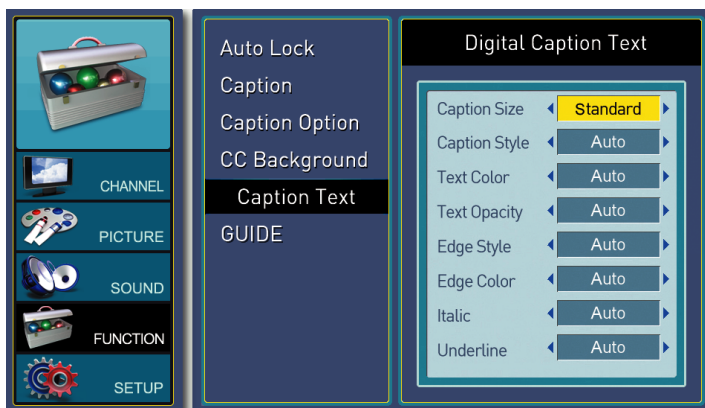 CHANNEL
PICTURE
SOUND
FUNCTION
SETUP
Auto Lock
Caption
Caption Option
CC Background
Caption Text
GUIDE
Digital Caption Text
Caption Size Standard
Caption Style Auto
Text Color Auto
Text Opacity Auto
Edge Style Auto
Edge Color Auto
Italic Auto
Underline Auto